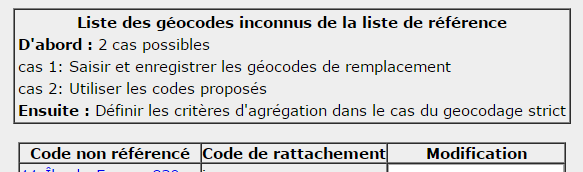 Liste des géocodes inconnus de la liste de référence
D'abord : 2 cas possibles
cas 1: Saisir et enregistrer les géocodes de remplacement
cas 2: Utiliser les codes proposés
Ensuite : Définir les critères d'agrégation dans le cas du geocodage strict
Code non référencé Code de rattachement Modification